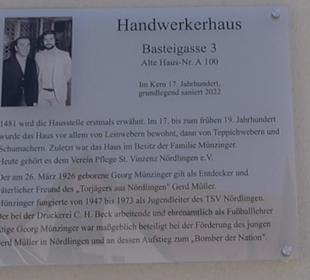 Handwerkerhaus
Basteigasse 3
Alte Haus-Nr. A 100
Im Kern 17. Jahrhundert,
grundlegend saniert 2022
1481 wird die Hausstelle erstmals erwähnt. Im 17. bis zum frühen 19. Jahrhundert
wurde das Haus vor allem von Leinwebern bewohnt, dann von Teppichwebern und
Schumachern. Zuletzt war das Haus im Besitz der Familie Münzinger.
Heute gehört es dem Verein Pflege St. Vinzenz Nördlingen e.V.
Der am 26. März 1926 geborene Georg Münzinger gilt als Entdecker und
väterlicher Freund des „Torjägers aus Nördlingen" Gerd Müller.
Münzinger fungierte von 1947 bis 1973 als Jugendleiter des TSV Nördlingen.
Der bei der Druckerei C. H. Beck arbeitende und ehrenamtlich als Fußballlehrer
tätige Georg Münzinger war maßgeblich beteiligt bei der Förderung des jungen
Gerd Müller in Nördlingen und an dessen Aufstieg zum „Bomber der Nation".